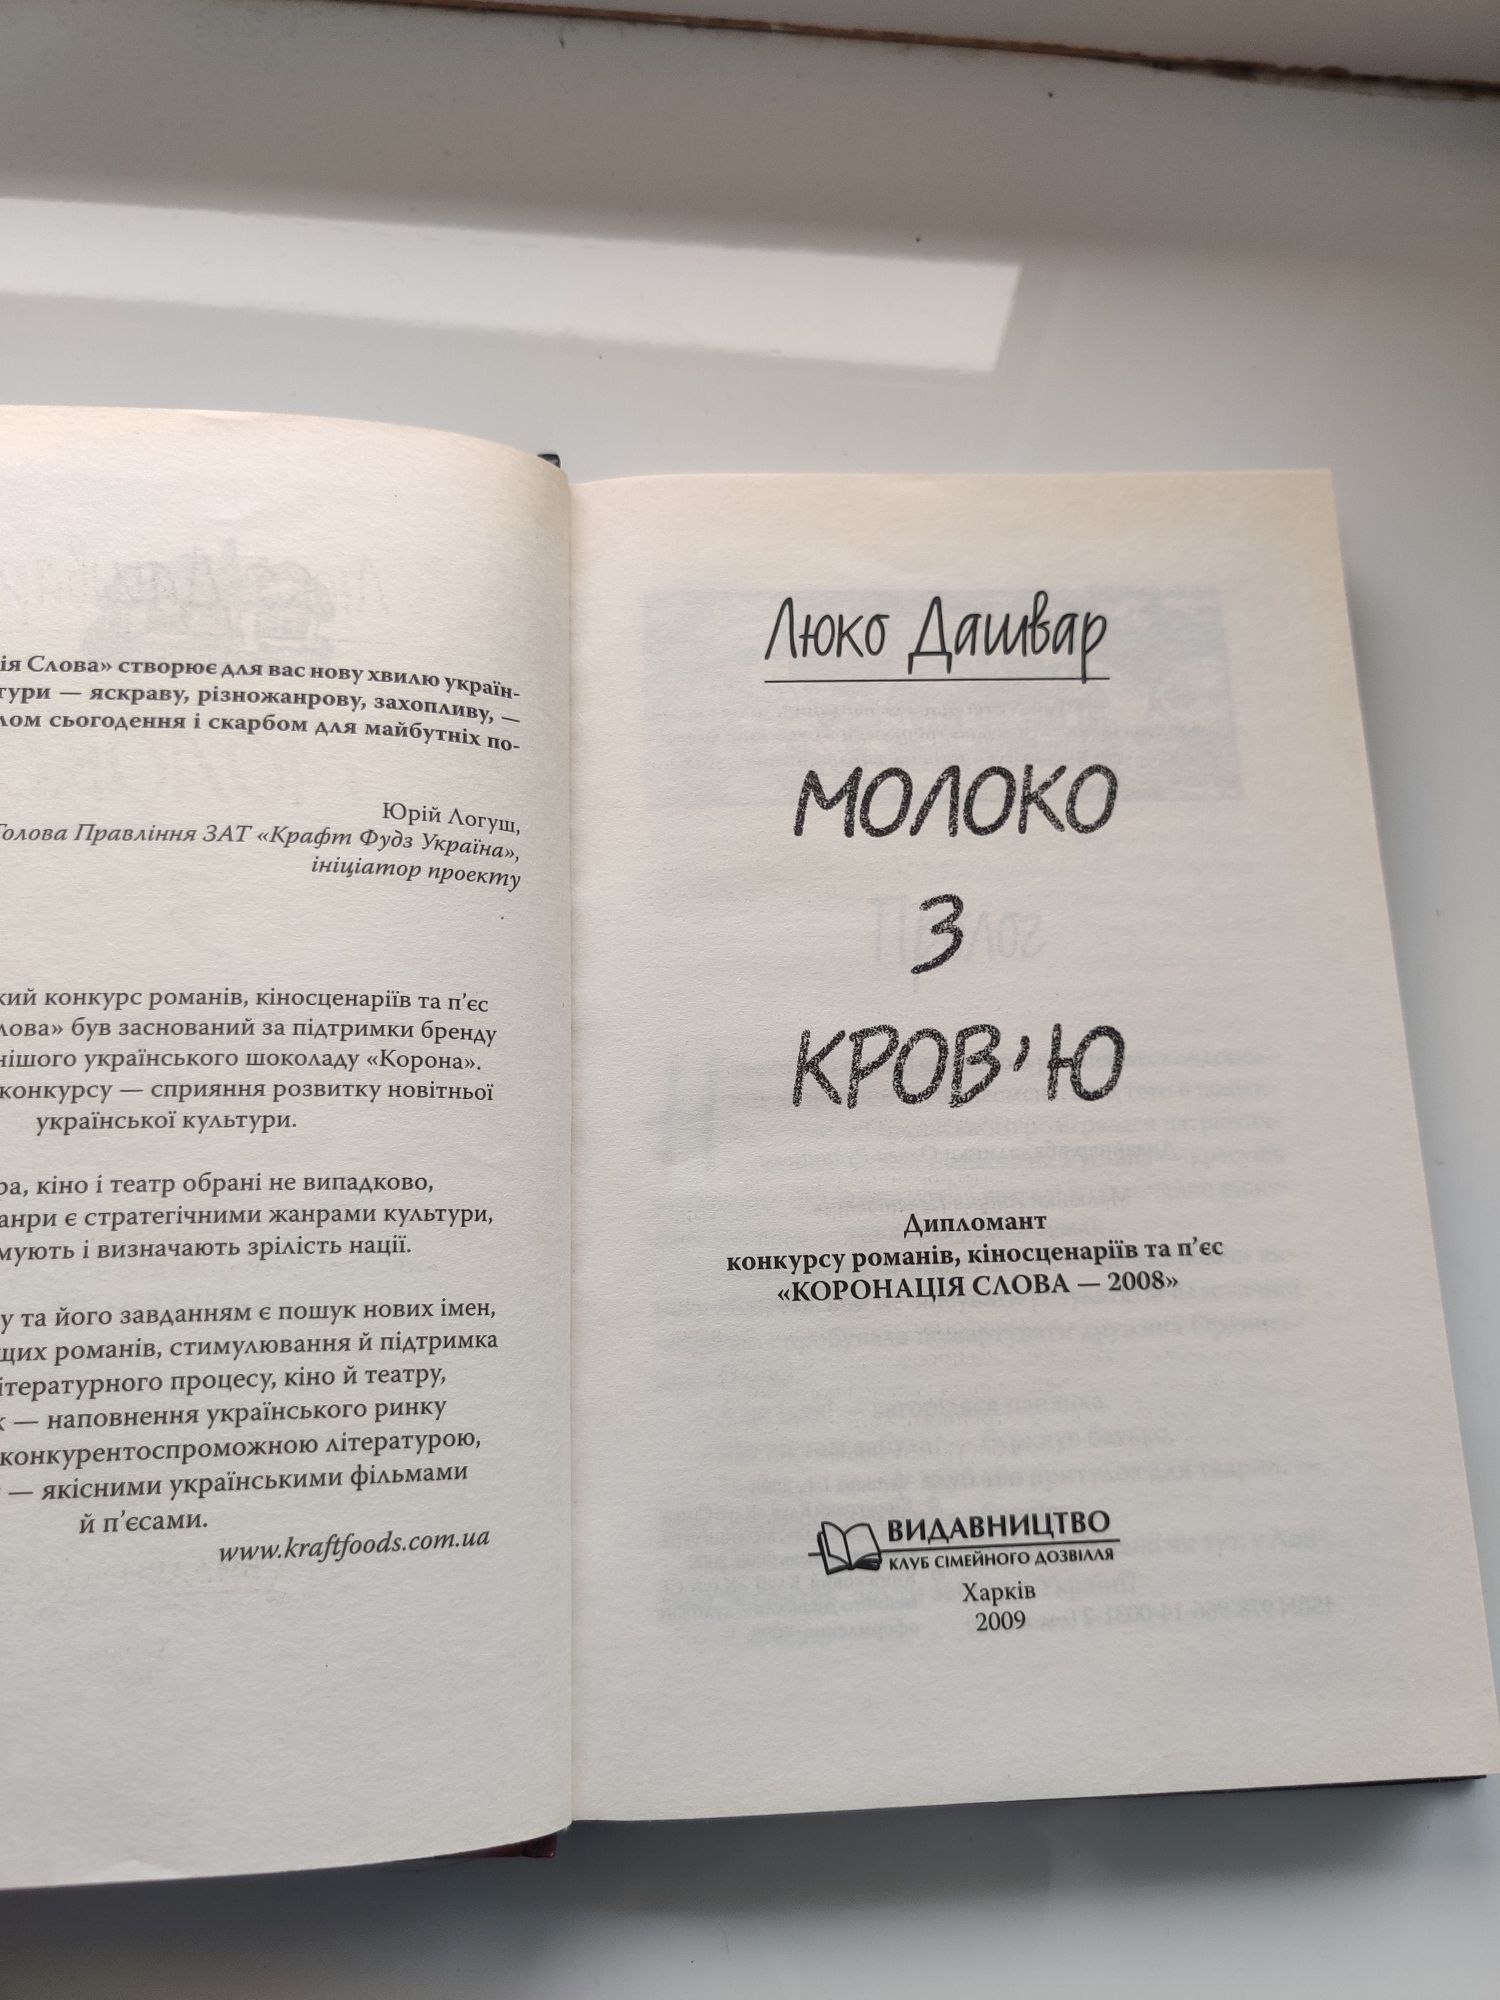 ія Слова» створює для вас нову хвилю україн-
тури — яскраву, різножанрову, захопливу, —
лом сьогодення і скарбом для майбутніх по-
Юрій Логуш,
Голова Правління ЗАТ «Крафт Фудз Україна»,
ініціатор проекту
кий конкурс романів, кіносценаріїв та п’єс
лова» був заснований за підтримки бренду
нішого українського шоколаду «Корона».
конкурсу — сприяння розвитку новітньої
української культури.
ра, кіно і театр обрані не випадково,
анри є стратегічними жанрами культури,
мують і визначають зрілість нації.
у та його завданням є пошук нових імен,
щих романів, стимулювання й підтримка
ітературного процесу, кіно й театру,
к — наповнення українського ринку
конкурентоспроможною літературою,
— якісними українськими фільмами
й п’єсами.
www.kraftfoods.com.ua
Люко Дашвар
МОЛОКО
З
КРОВ’Ю
Дипломант
конкурсу романів, кіносценаріїв та п’єс
«КОРОНАЦІЯ СЛОВА — 2008»
ВИДАВНИЦТВО
КЛУБ СІМЕЙНОГО ДОЗВІЛЛЯ
Харків
2009